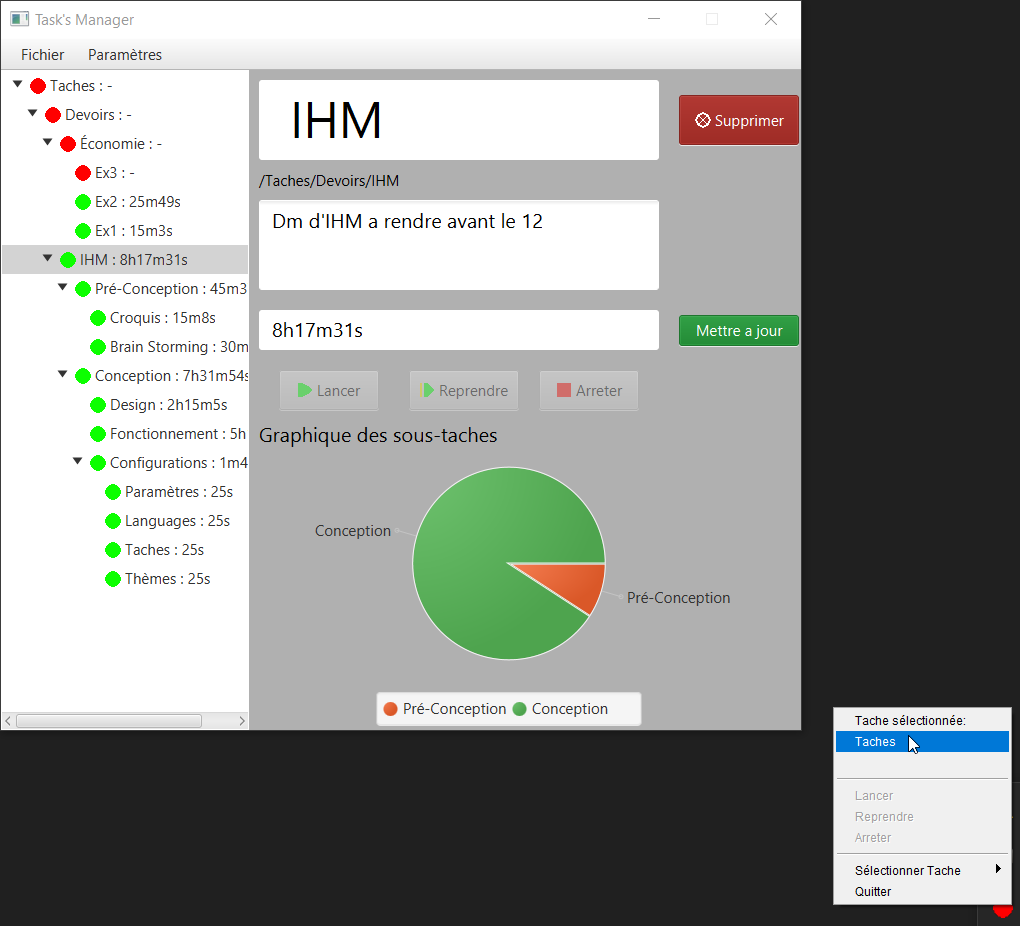 Task's Manager
Fichier Paramètres
Taches : -
Devoirs : -
Économie : -
Ex3 : -
Ex2 : 25m49s
Ex1 : 15m3s
IHM : 8h17m31s
Pré-Conception : 45m3
Croquis : 15m8s
Brain Storming : 30m
Conception : 7h31m54s
Design : 2h15m5s
Fonctionnement : 5h
Configurations : 1m4
Paramètres : 25s
Languages : 25s
Taches : 25s
Thèmes : 25s
IHM
Supprimer
/Taches/Devoirs/IHM
Dm d'IHM a rendre avant le 12
8h17m31s
Mettre a jour
Lancer Reprendre Arreter
Graphique des sous-taches
Conception
Pré-Conception
Pré-Conception Conception
Tache sélectionnée:
Taches
Lancer
Reprendre
Arreter
Sélectionner Tache
Quitter